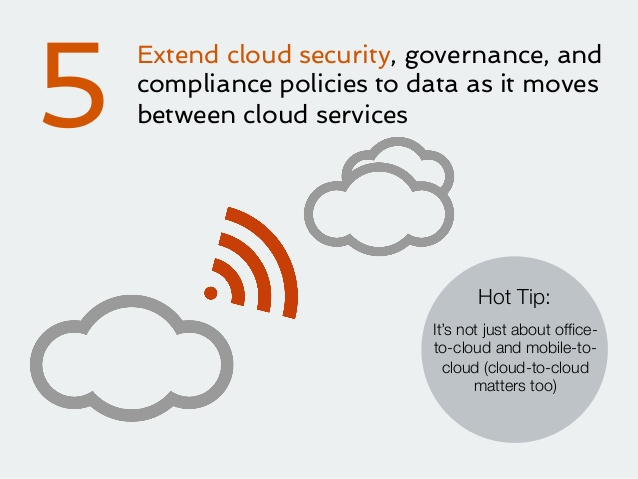 5
Extend cloud security, governance, and
compliance policies to data as it moves
between cloud services
Hot Tip:
It’s not just about office-
to-cloud and mobile-to-
cloud (cloud-to-cloud
matters too)